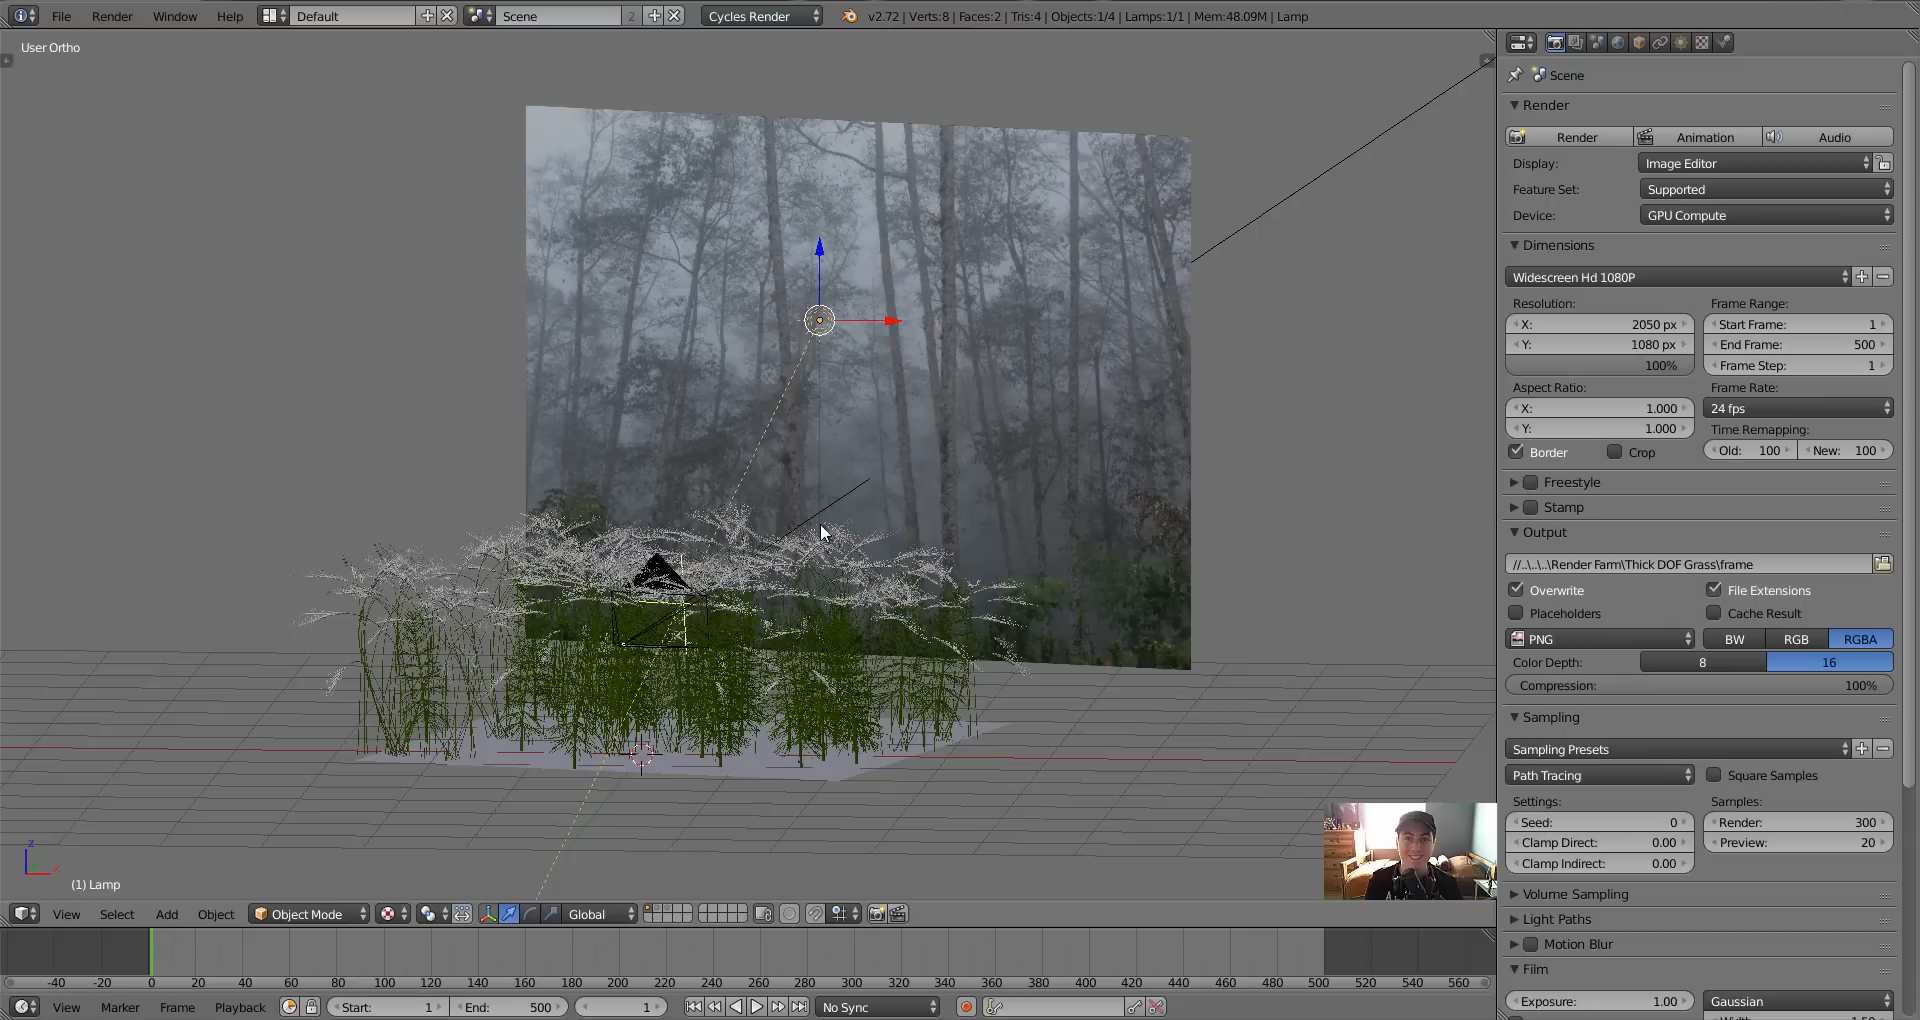 File Render Window Help Default Scene 2 Cycles Render v2.72 | Verts:8 | Faces:2 | Tris:4 | Objects:1/4 | Lamps:1/1 | Mem:48.09M | Lamp
User Ortho
Scene
Render
Render Animation Audio
Display: Image Editor
Feature Set: Supported
Device: GPU Compute
Dimensions
Widescreen Hd 1080P
Resolution: Frame Range:
X: 2050 px Start Frame: 1
Y: 1080 px End Frame: 500
100% Frame Step: 1
Aspect Ratio: Frame Rate:
X: 1.000 24 fps
Y: 1.000 Time Remapping:
Border Crop Old: 100 New: 100
Freestyle
Stamp
Output
//..\..\..\Render Farm\Thick DOF Grass\frame
Overwrite File Extensions
Placeholders Cache Result
PNG BW RGB RGBA
Color Depth: 8 16
Compression: 100%
Sampling
Sampling Presets
Path Tracing Square Samples
Settings: Samples:
Seed: 0 Render: 300
Clamp Direct: 0.00 Preview: 20
Clamp Indirect: 0.00
Volume Sampling
Light Paths
Motion Blur
Film
Exposure: 1.00 Gaussian
z
x
(1) Lamp
View Select Add Object Object Mode Global
-40 -20 0 20 40 60 80 100 120 140 160 180 200 220 240 260 280 300 320 340 360 380 400 420 440 460 480 500 520 540 560
View Marker Frame Playback Start: 1 End: 500 1 No Sync